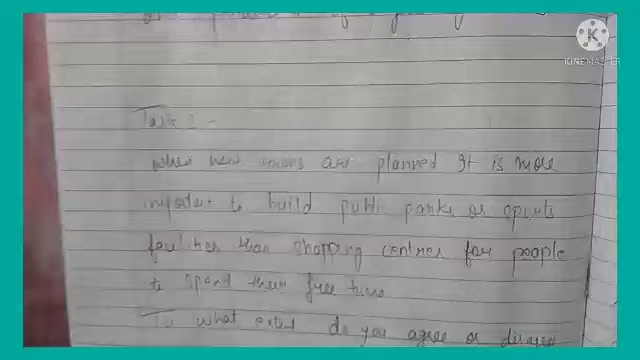 Task 2 -
when new towns are planned It is more
important to build public parks or sports
facilities than shopping centres for people
to spend their free time
To what extent do you agree or disagree
KINEMASTER